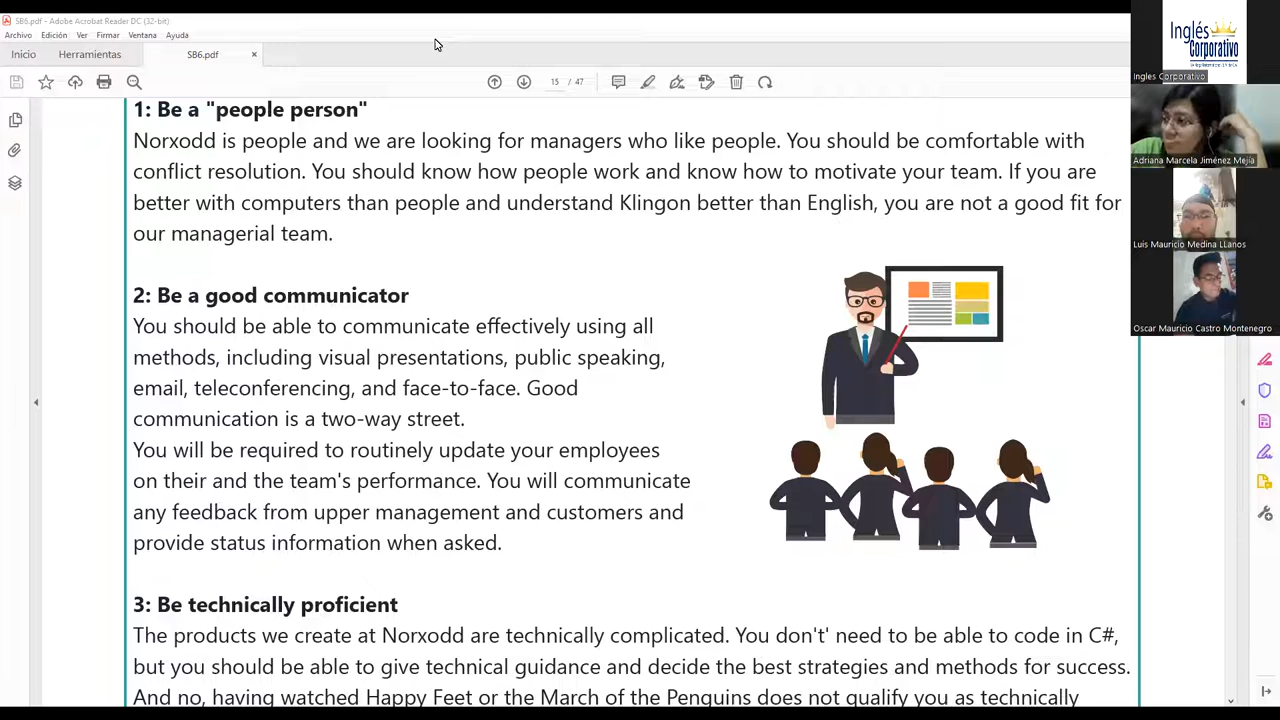 SB6.pdf - Adobe Acrobat Reader DC (32-bit)
Archivo Edición Ver Firmar Ventana Ayuda
Inicio Herramientas SB6.pdf ×
15 / 47
1: Be a "people person"
Norxodd is people and we are looking for managers who like people. You should be comfortable with
conflict resolution. You should know how people work and know how to motivate your team. If you are
better with computers than people and understand Klingon better than English, you are not a good fit for
our managerial team.
2: Be a good communicator
You should be able to communicate effectively using all
methods, including visual presentations, public speaking,
email, teleconferencing, and face-to-face. Good
communication is a two-way street.
You will be required to routinely update your employees
on their and the team's performance. You will communicate
any feedback from upper management and customers and
provide status information when asked.
3: Be technically proficient
The products we create at Norxodd are technically complicated. You don't' need to be able to code in C#,
but you should be able to give technical guidance and decide the best strategies and methods for success.
And no, having watched Happy Feet or the March of the Penguins does not qualify you as technically
Inglés
Corporativo
Ingles Corporativo
Adriana Marcela Jiménez Mejía
Luis Mauricio Medina LLanos
Oscar Mauricio Castro Montenegro